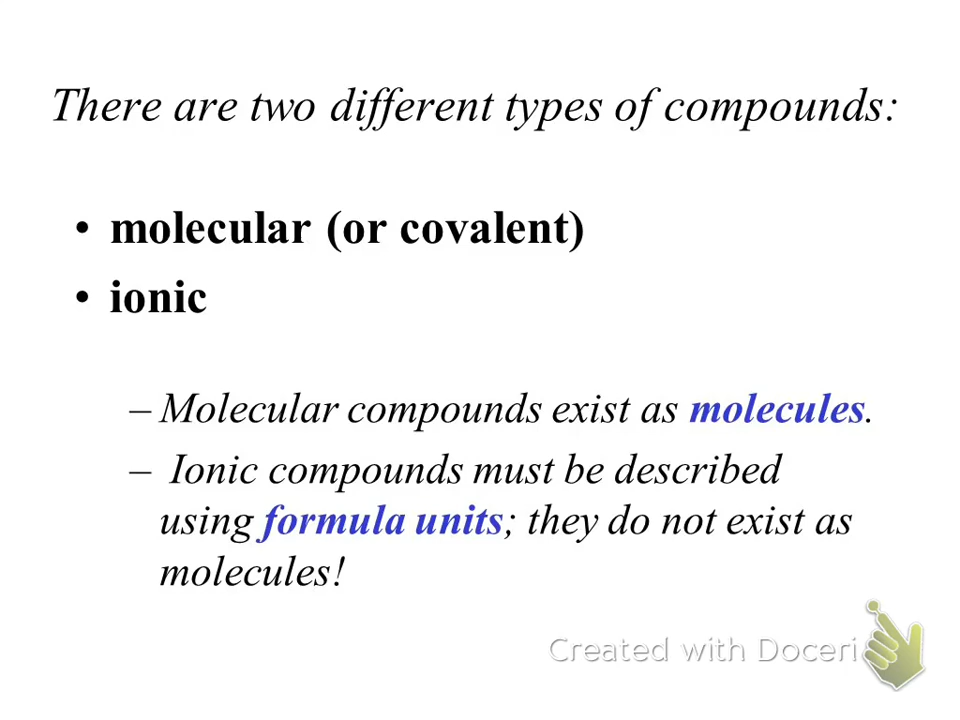 There are two different types of compounds:
• molecular (or covalent)
• ionic
– Molecular compounds exist as molecules.
– Ionic compounds must be described
using formula units; they do not exist as
molecules!
Created with Doceri